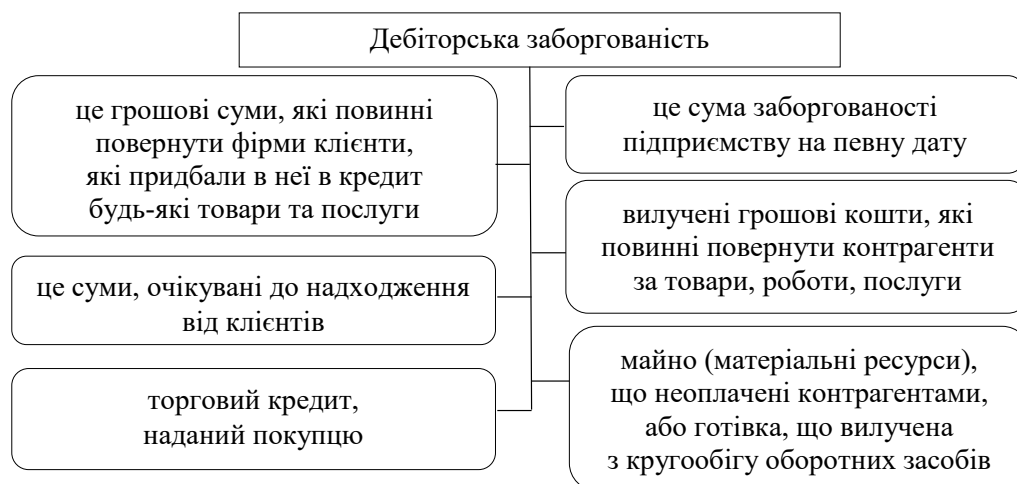 Дебіторська заборгованість
це грошові суми, які повинні
повернути фірми клієнти,
які придбали в неї в кредит
будь-які товари та послуги
це суми, очікувані до надходження
від клієнтів
торговий кредит,
наданий покупцю
це сума заборгованості
підприємству на певну дату
вилучені грошові кошти, які
повинні повернути контрагенти
за товари, роботи, послуги
майно (матеріальні ресурси),
що неоплачені контрагентами,
або готівка, що вилучена
з кругообігу оборотних засобів